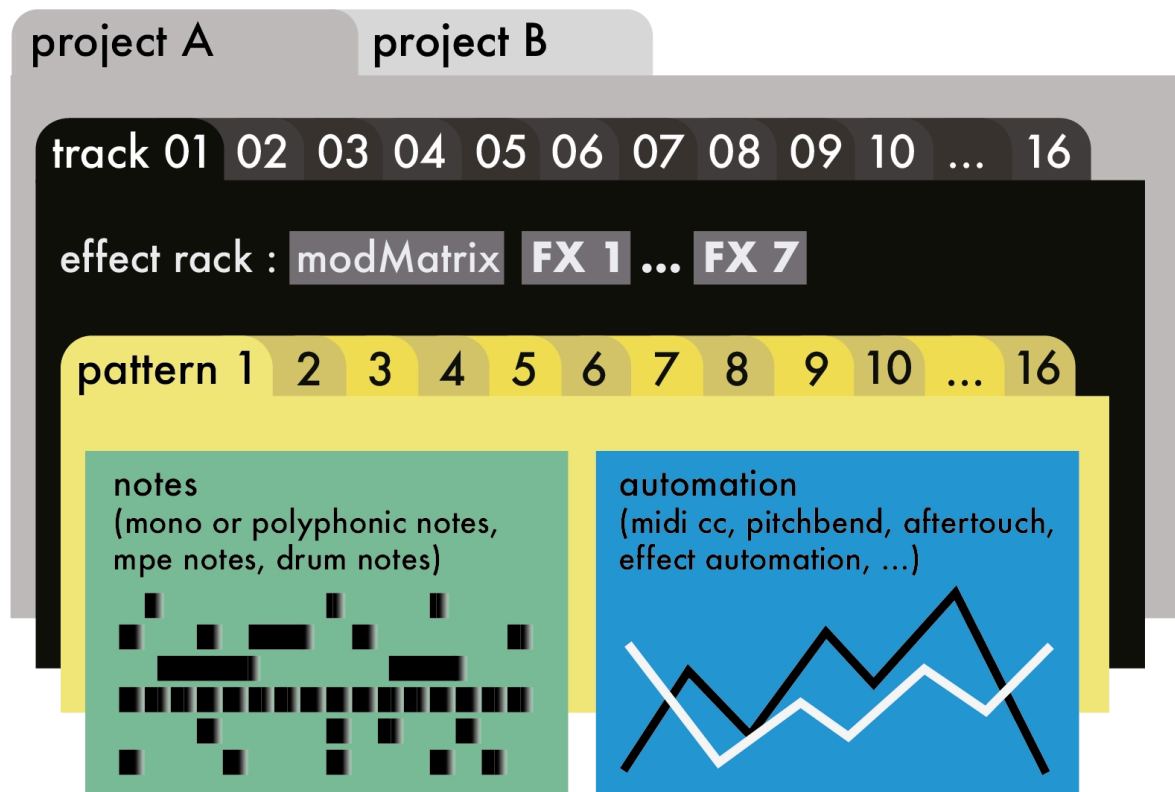 project A project B
track 01 02 03 04 05 06 07 08 09 10 ... 16
effect rack : modMatrix FX 1 ... FX 7
pattern 1 2 3 4 5 6 7 8 9 10 ... 16
notes
(mono or polyphonic notes,
mpe notes, drum notes)
automation
(midi cc, pitchbend, aftertouch,
effect automation, ...)